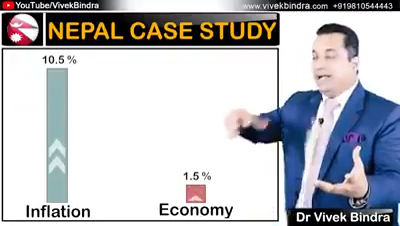 YouTube/VivekBindra
www.vivekbindra.com +919810544443
NEPAL CASE STUDY
10.5 %
1.5 %
Inflation
Economy
Dr Vivek Bindra